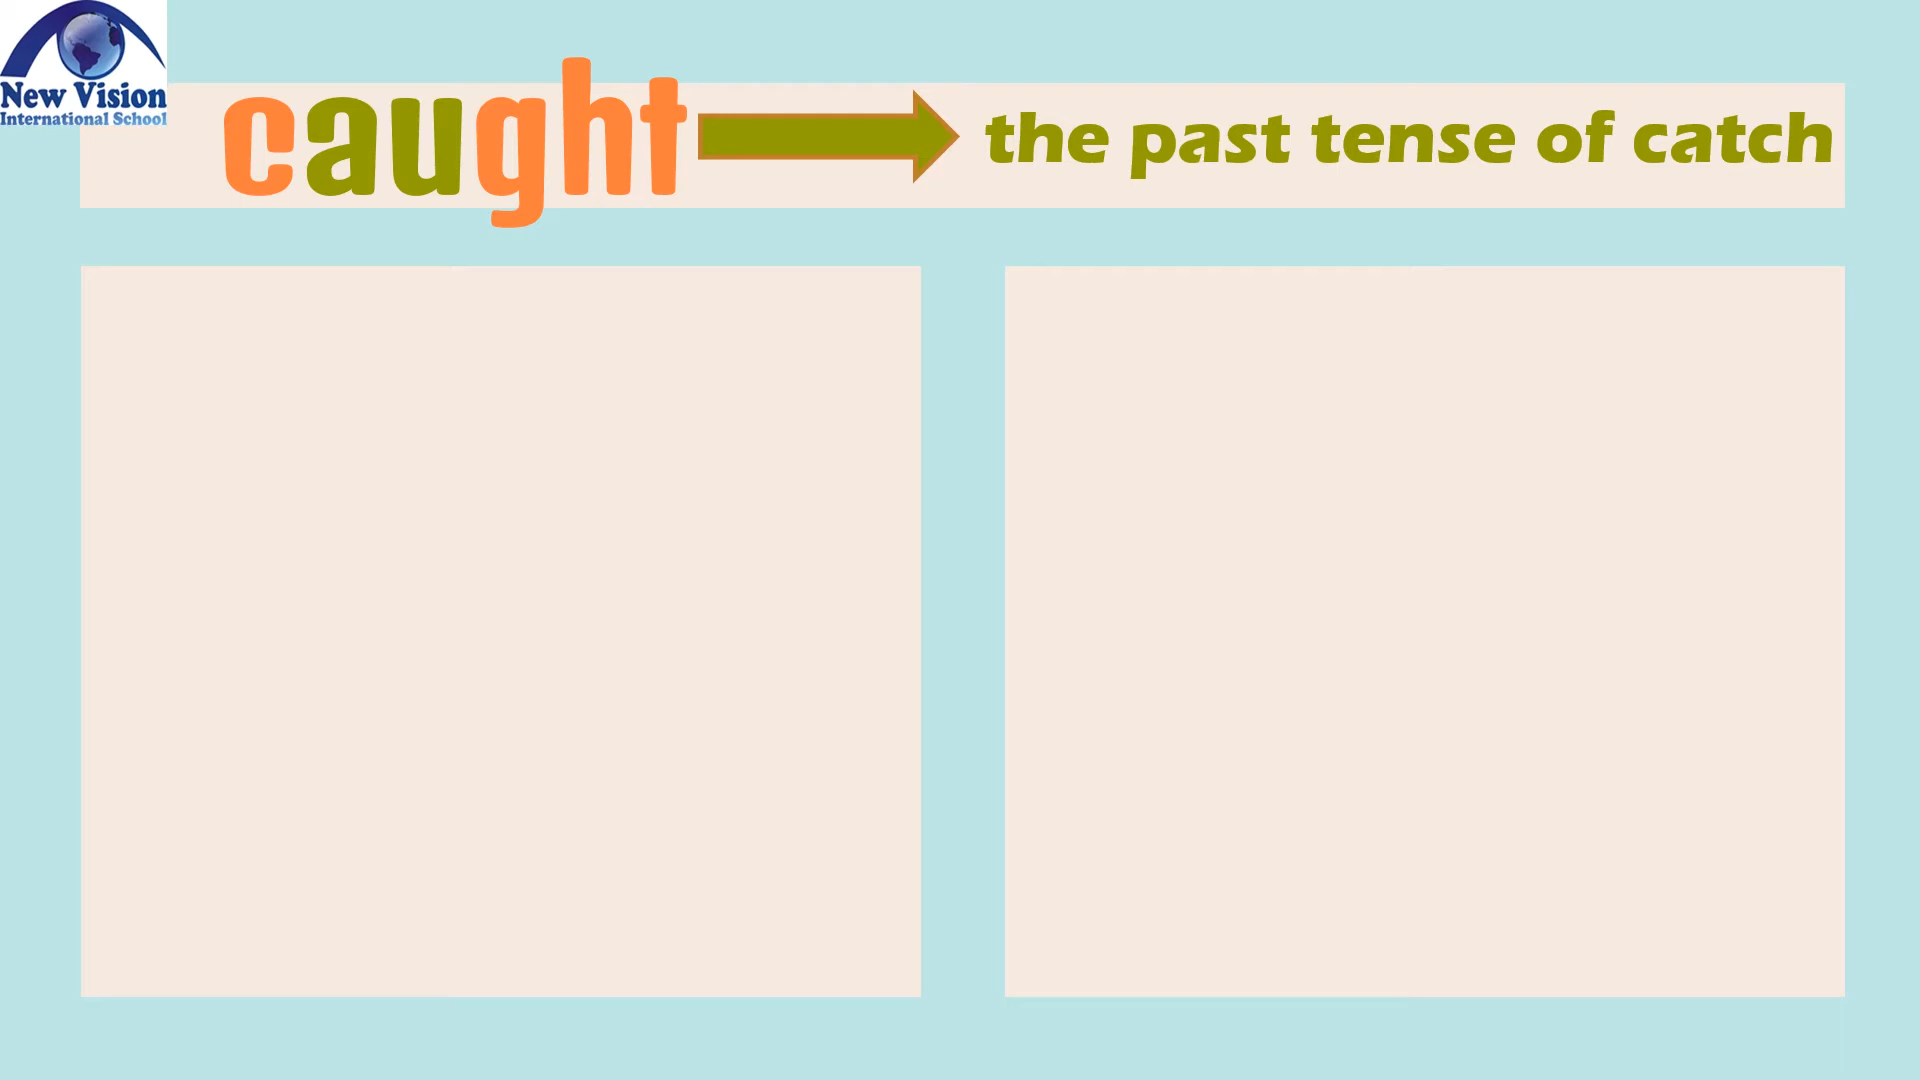 New Vision
International School
caught the past tense of catch